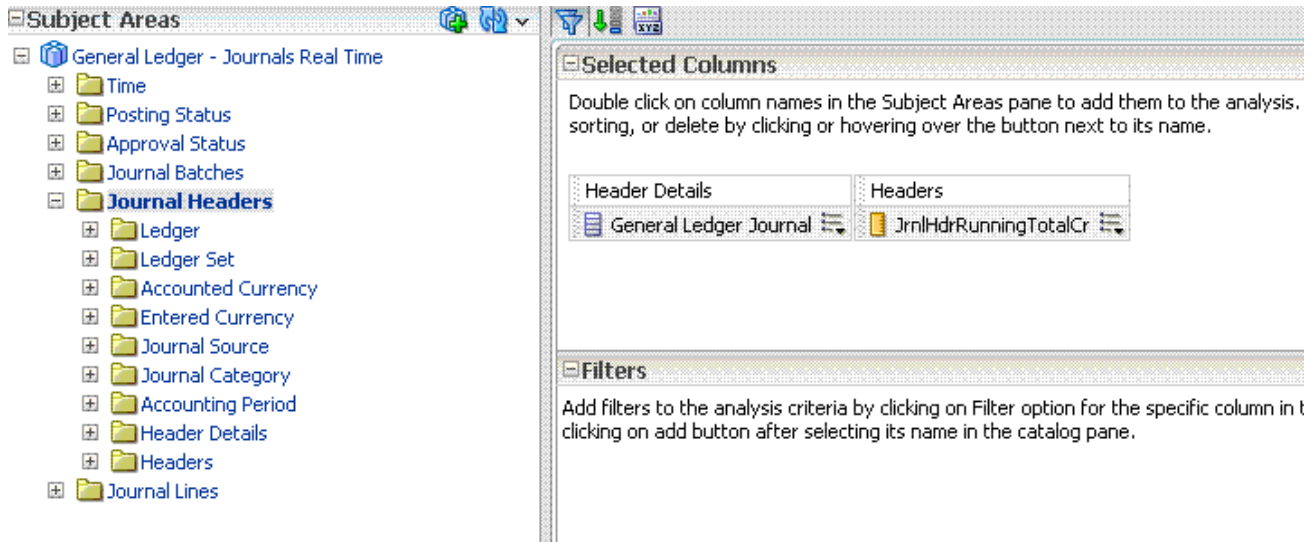 Subject Areas
General Ledger - Journals Real Time
Time
Posting Status
Approval Status
Journal Batches
Journal Headers
Ledger
Ledger Set
Accounted Currency
Entered Currency
Journal Source
Journal Category
Accounting Period
Header Details
Headers
Journal Lines
XYZ
Selected Columns
Double click on column names in the Subject Areas pane to add them to the analysis.
sorting, or delete by clicking or hovering over the button next to its name.
Header Details Headers
General Ledger Journal JrnlHdrRunningTotalCr
Filters
Add filters to the analysis criteria by clicking on Filter option for the specific column in t
clicking on add button after selecting its name in the catalog pane.